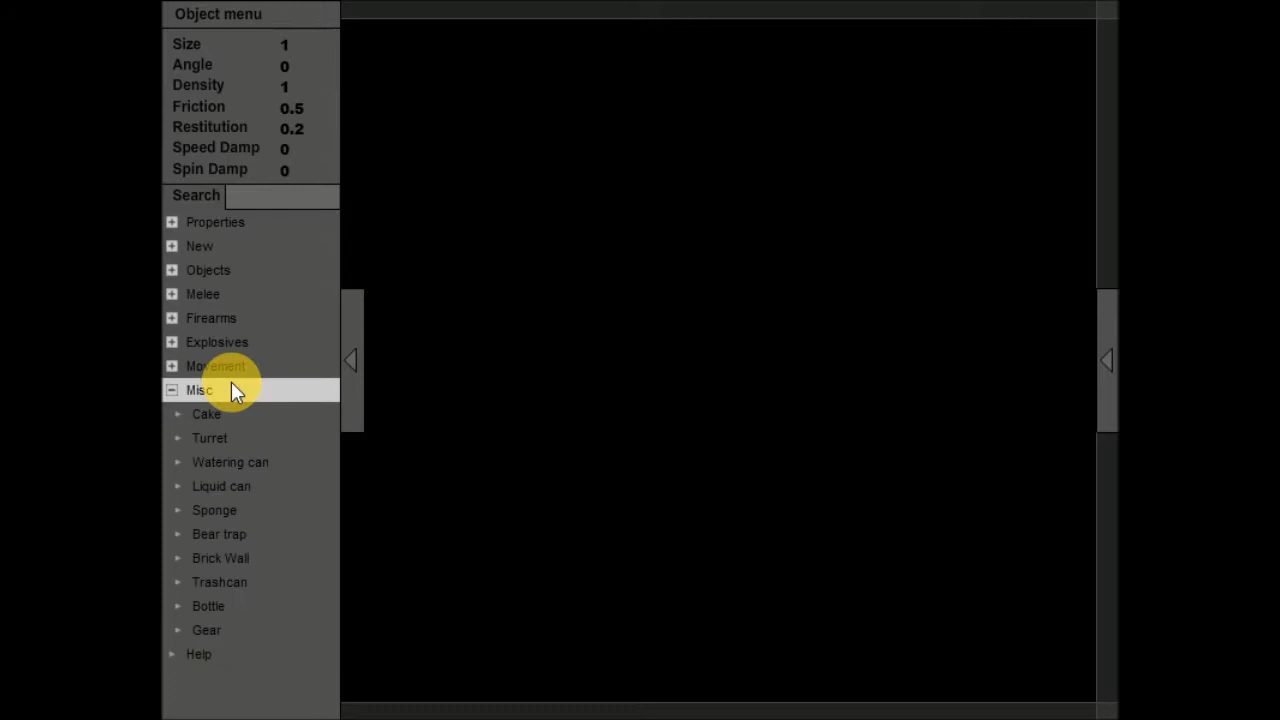 Object menu
Size 1
Angle 0
Density 1
Friction 0.5
Restitution 0.2
Speed Damp 0
Spin Damp 0
Search
Properties
New
Objects
Melee
Firearms
Explosives
Movement
Misc
Cake
Turret
Watering can
Liquid can
Sponge
Bear trap
Brick Wall
Trashcan
Bottle
Gear
Help